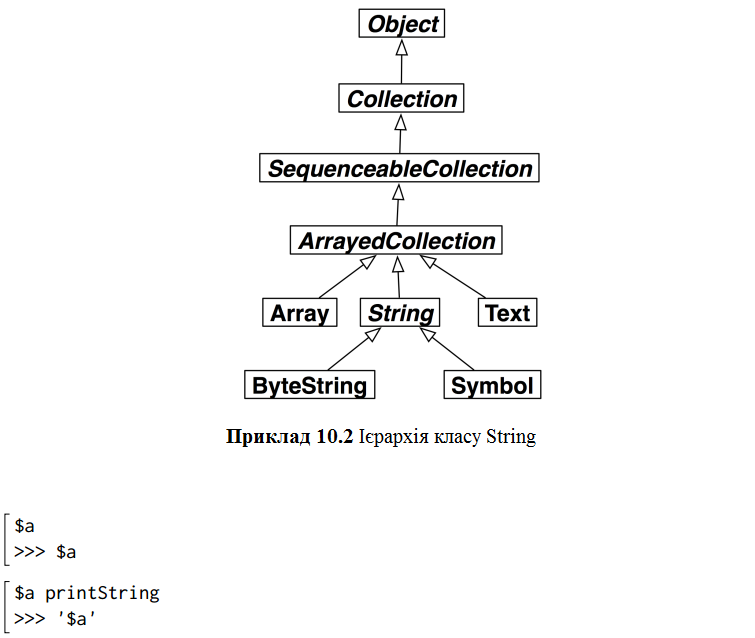 Object
Collection
SequenceableCollection
ArrayedCollection
Array String Text
ByteString Symbol
Приклад 10.2 Ієрархія класу String
$a
>>> $a
$a printString
>>> '$a'